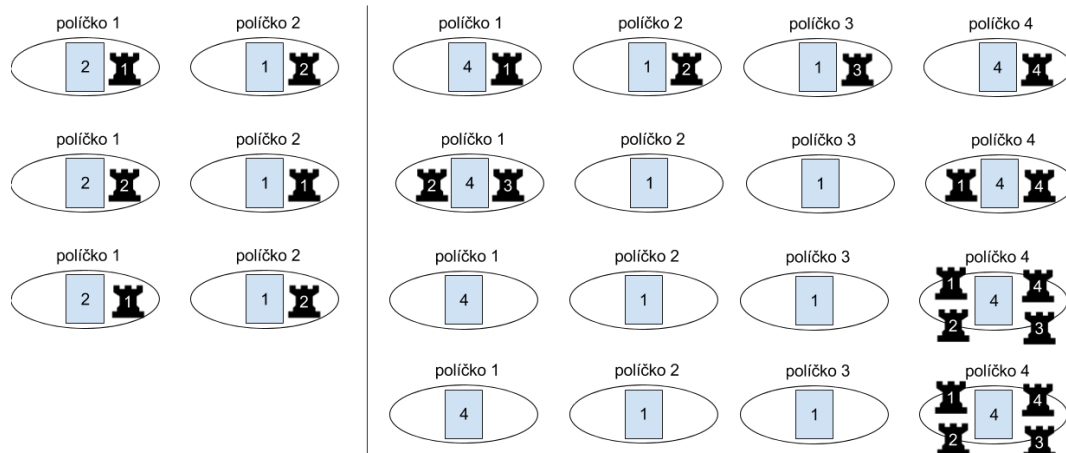 políčko 1 políčko 2 políčko 1 políčko 2 políčko 3 políčko 4
2 1 1 2 4 1 1 2 1 3 4 4
políčko 1 políčko 2 políčko 1 políčko 2 políčko 3 políčko 4
2 2 1 1 2 4 3 1 1 1 4 4
políčko 1 políčko 2 políčko 1 políčko 2 políčko 3 políčko 4
2 1 1 2 4 1 1 1 4 4 2 3
políčko 1 políčko 2 políčko 3 políčko 4
4 1 1 1 4 4 2 3